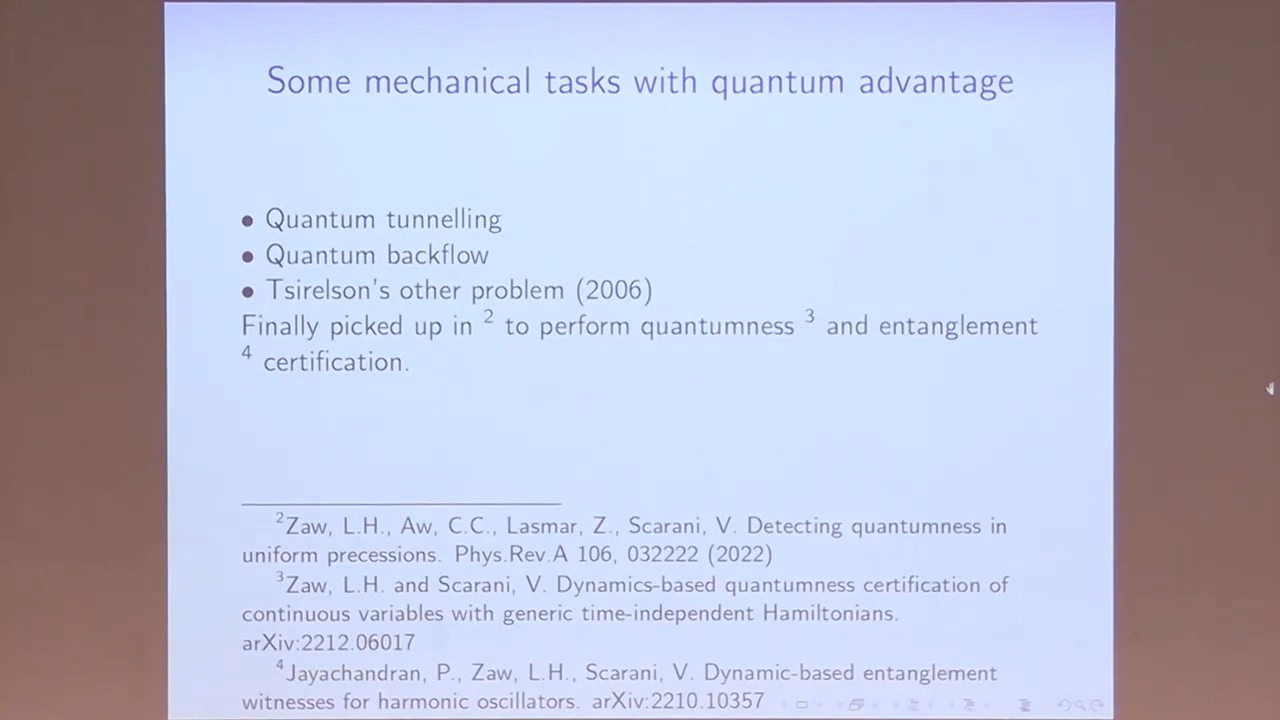 Some mechanical tasks with quantum advantage
• Quantum tunnelling
• Quantum backflow
• Tsirelson's other problem (2006)
Finally picked up in ² to perform quantumness ³ and entanglement
⁴ certification.
²Zaw, L.H., Aw, C.C., Lasmar, Z., Scarani, V. Detecting quantumness in
uniform precessions. Phys.Rev.A 106, 032222 (2022)
³Zaw, L.H. and Scarani, V. Dynamics-based quantumness certification of
continuous variables with generic time-independent Hamiltonians.
arXiv:2212.06017
⁴Jayachandran, P., Zaw, L.H., Scarani, V. Dynamic-based entanglement
witnesses for harmonic oscillators. arXiv:2210.10357